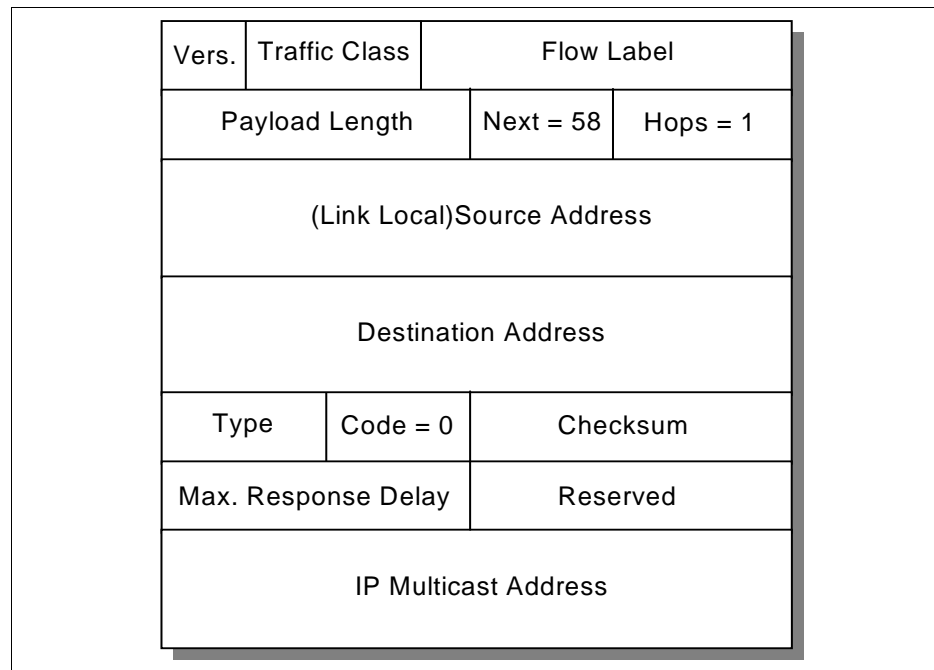 Vers. Traffic Class Flow Label
Payload Length Next = 58 Hops = 1
(Link Local)Source Address
Destination Address
Type Code = 0 Checksum
Max. Response Delay Reserved
IP Multicast Address